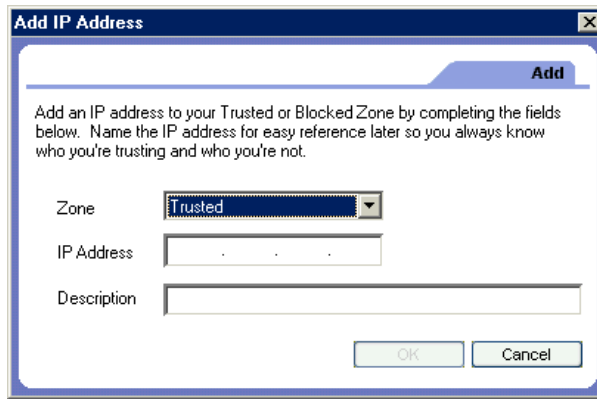 Add IP Address
Add
Add an IP address to your Trusted or Blocked Zone by completing the fields
below. Name the IP address for easy reference later so you always know
who you're trusting and who you're not.
Zone Trusted
IP Address . . .
Description
OK Cancel